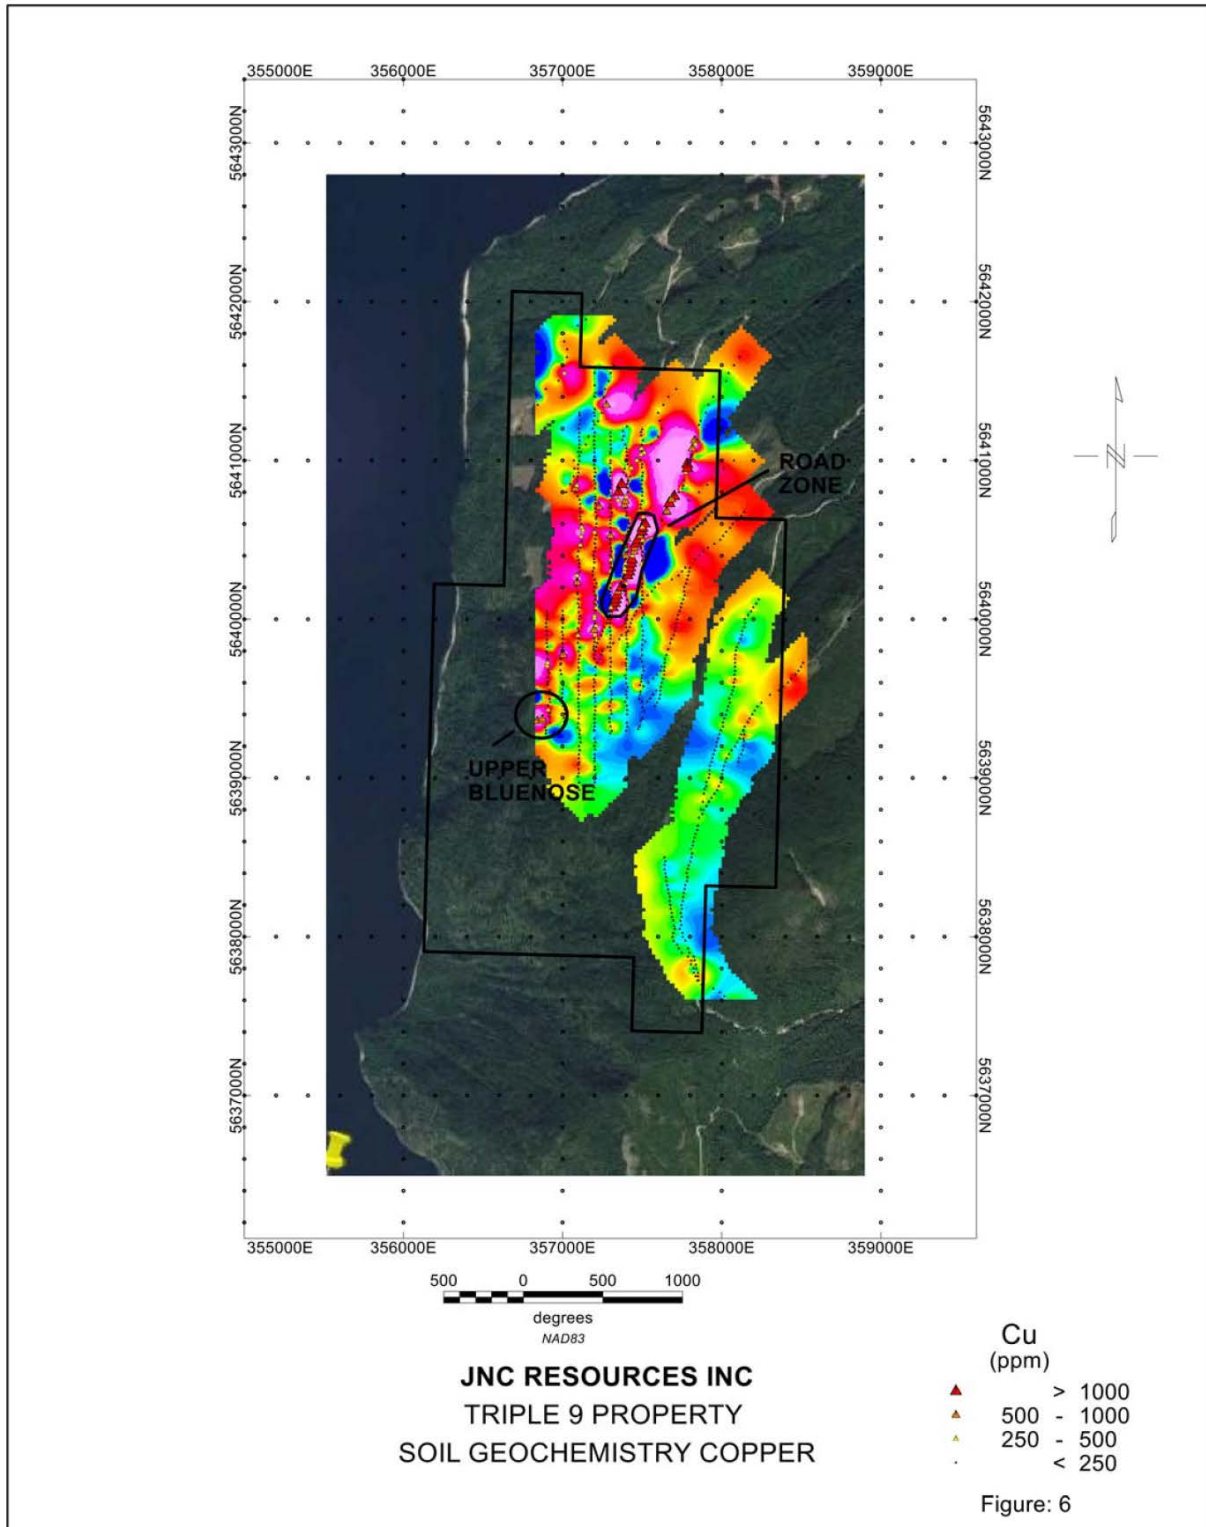 355000E 356000E 357000E 358000E 359000E
5643000N 5643000N
5642000N 5642000N
5641000N 5641000N
ROAD
ZONE
5640000N 5640000N
UPPER
BLUENOSE
5639000N 5639000N
5638000N 5638000N
5637000N 5637000N
355000E 356000E 357000E 358000E 359000E
500 0 500 1000
degrees
NAD83
JNC RESOURCES INC
TRIPLE 9 PROPERTY
SOIL GEOCHEMISTRY COPPER
Cu
(ppm)
> 1000
500 - 1000
250 - 500
< 250
Figure: 6
N